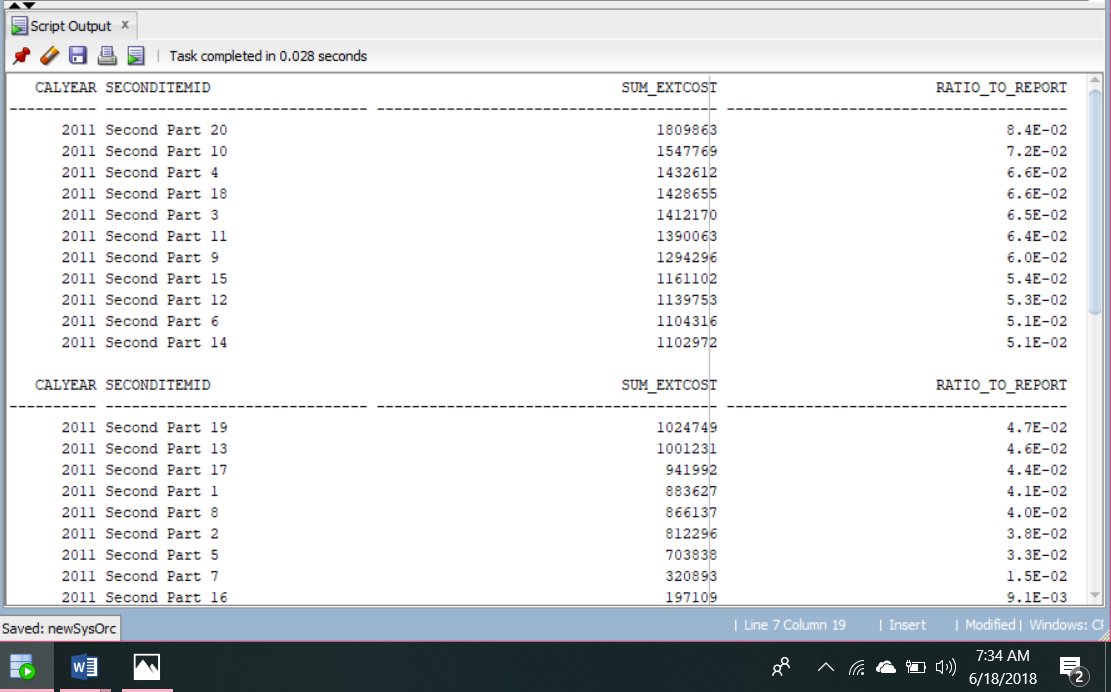 Script Output x
Task completed in 0.028 seconds
CALYEAR SECONDITEMID SUM_EXTCOST RATIO_TO_REPORT
---------- ------------------------------ --------------------------------------- ---------------------------------------
2011 Second Part 20 1809863 8.4E-02
2011 Second Part 10 1547769 7.2E-02
2011 Second Part 4 1432612 6.6E-02
2011 Second Part 18 1428655 6.6E-02
2011 Second Part 3 1412170 6.5E-02
2011 Second Part 11 1390063 6.4E-02
2011 Second Part 9 1294296 6.0E-02
2011 Second Part 15 1161102 5.4E-02
2011 Second Part 12 1139753 5.3E-02
2011 Second Part 6 1104316 5.1E-02
2011 Second Part 14 1102972 5.1E-02
CALYEAR SECONDITEMID SUM_EXTCOST RATIO_TO_REPORT
---------- ------------------------------ --------------------------------------- ---------------------------------------
2011 Second Part 19 1024749 4.7E-02
2011 Second Part 13 1001231 4.6E-02
2011 Second Part 17 941992 4.4E-02
2011 Second Part 1 883627 4.1E-02
2011 Second Part 8 866137 4.0E-02
2011 Second Part 2 812296 3.8E-02
2011 Second Part 5 703838 3.3E-02
2011 Second Part 7 320893 1.5E-02
2011 Second Part 16 197109 9.1E-03
Saved: newSysOrc | Line 7 Column 19 | Insert | Modified | Windows:
W
7:34 AM
6/18/2018
2